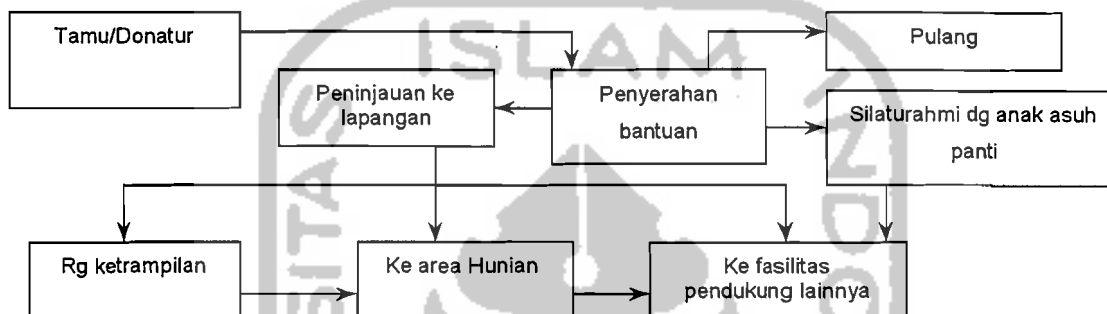 Tamu/Donatur
Pulang
Peninjauan ke
lapangan
Penyerahan
bantuan
Silaturahmi dg anak asuh
panti
Rg ketrampilan
Ke area Hunian
Ke fasilitas
pendukung lainnya
ISLAM